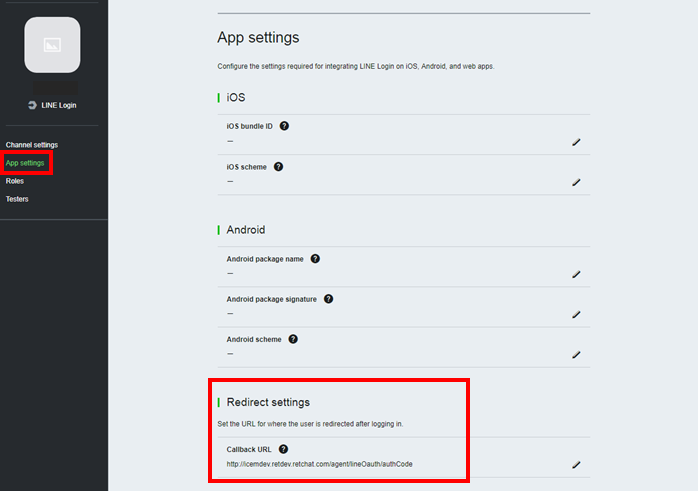 LINE Login
Channel settings
App settings
Roles
Testers
App settings
Configure the settings required for integrating LINE Login on iOS, Android, and web apps.
iOS
iOS bundle ID ?
—
iOS scheme ?
—
Android
Android package name ?
—
Android package signature ?
—
Android scheme ?
—
Redirect settings
Set the URL for where the user is redirected after logging in.
Callback URL ?
http://icemdev.retdev.retchat.com/agent/lineOauth/authCode